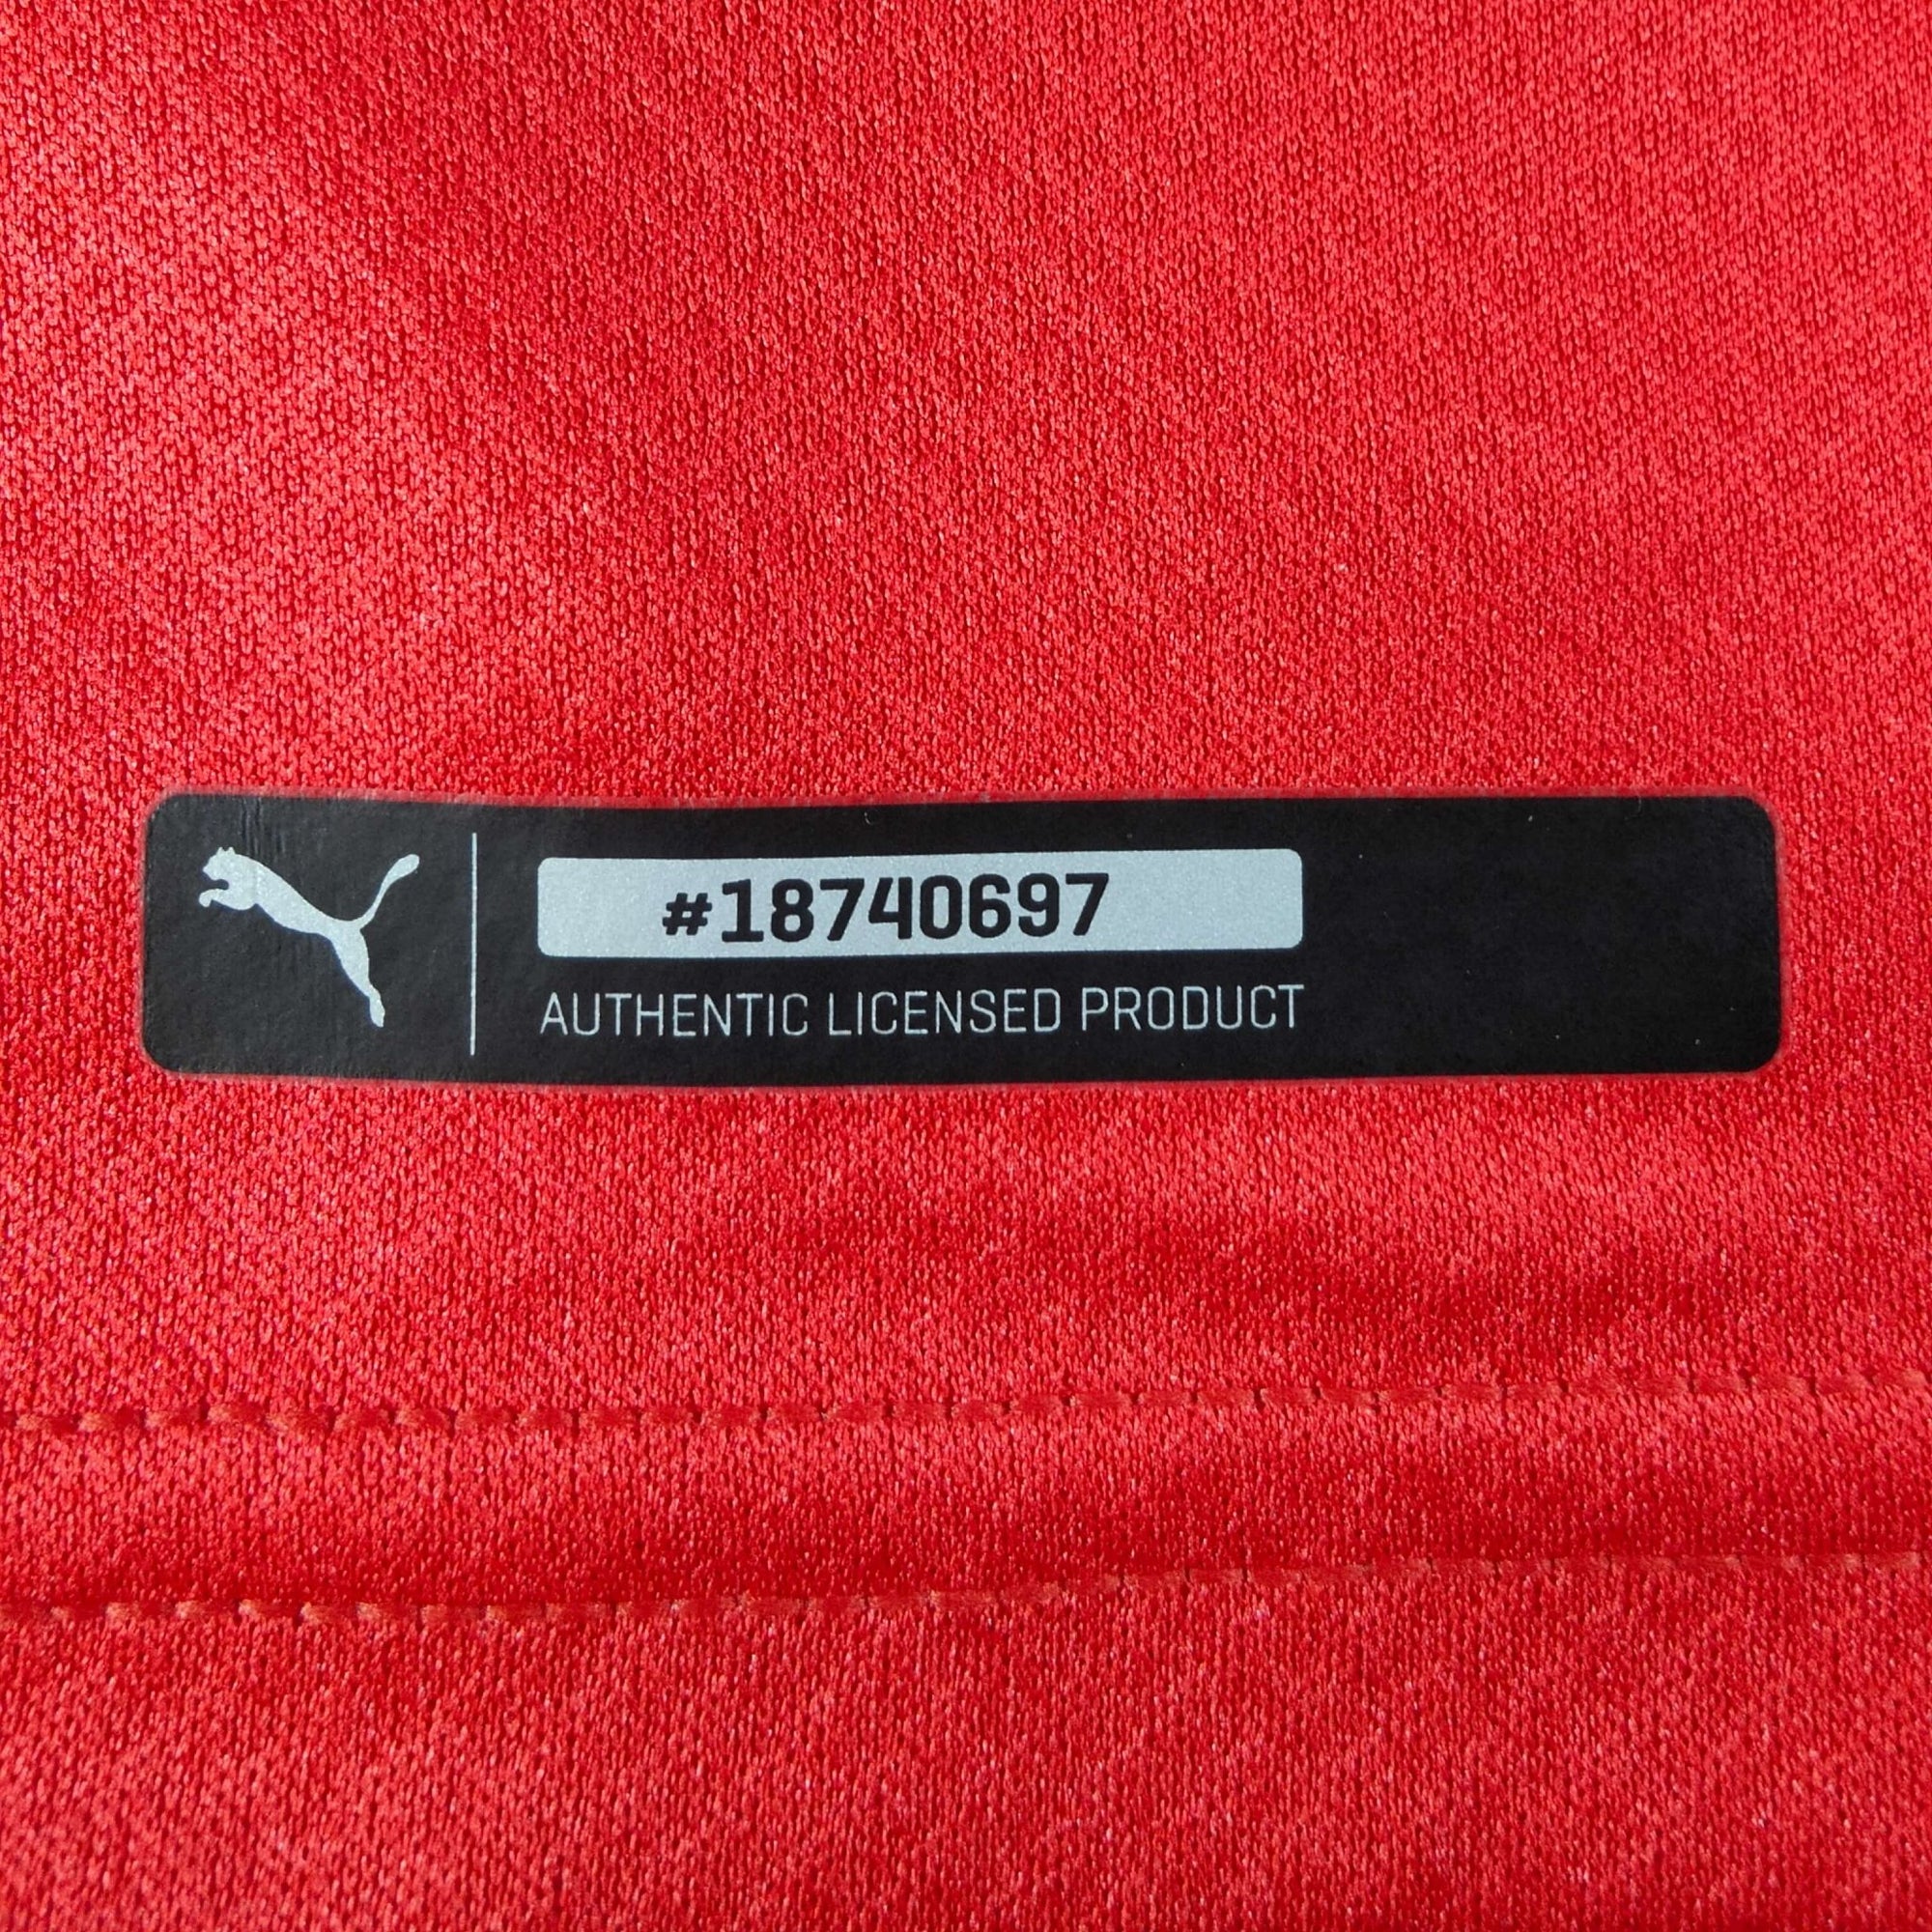 #18740697
AUTHENTIC LICENSED PRODUCT